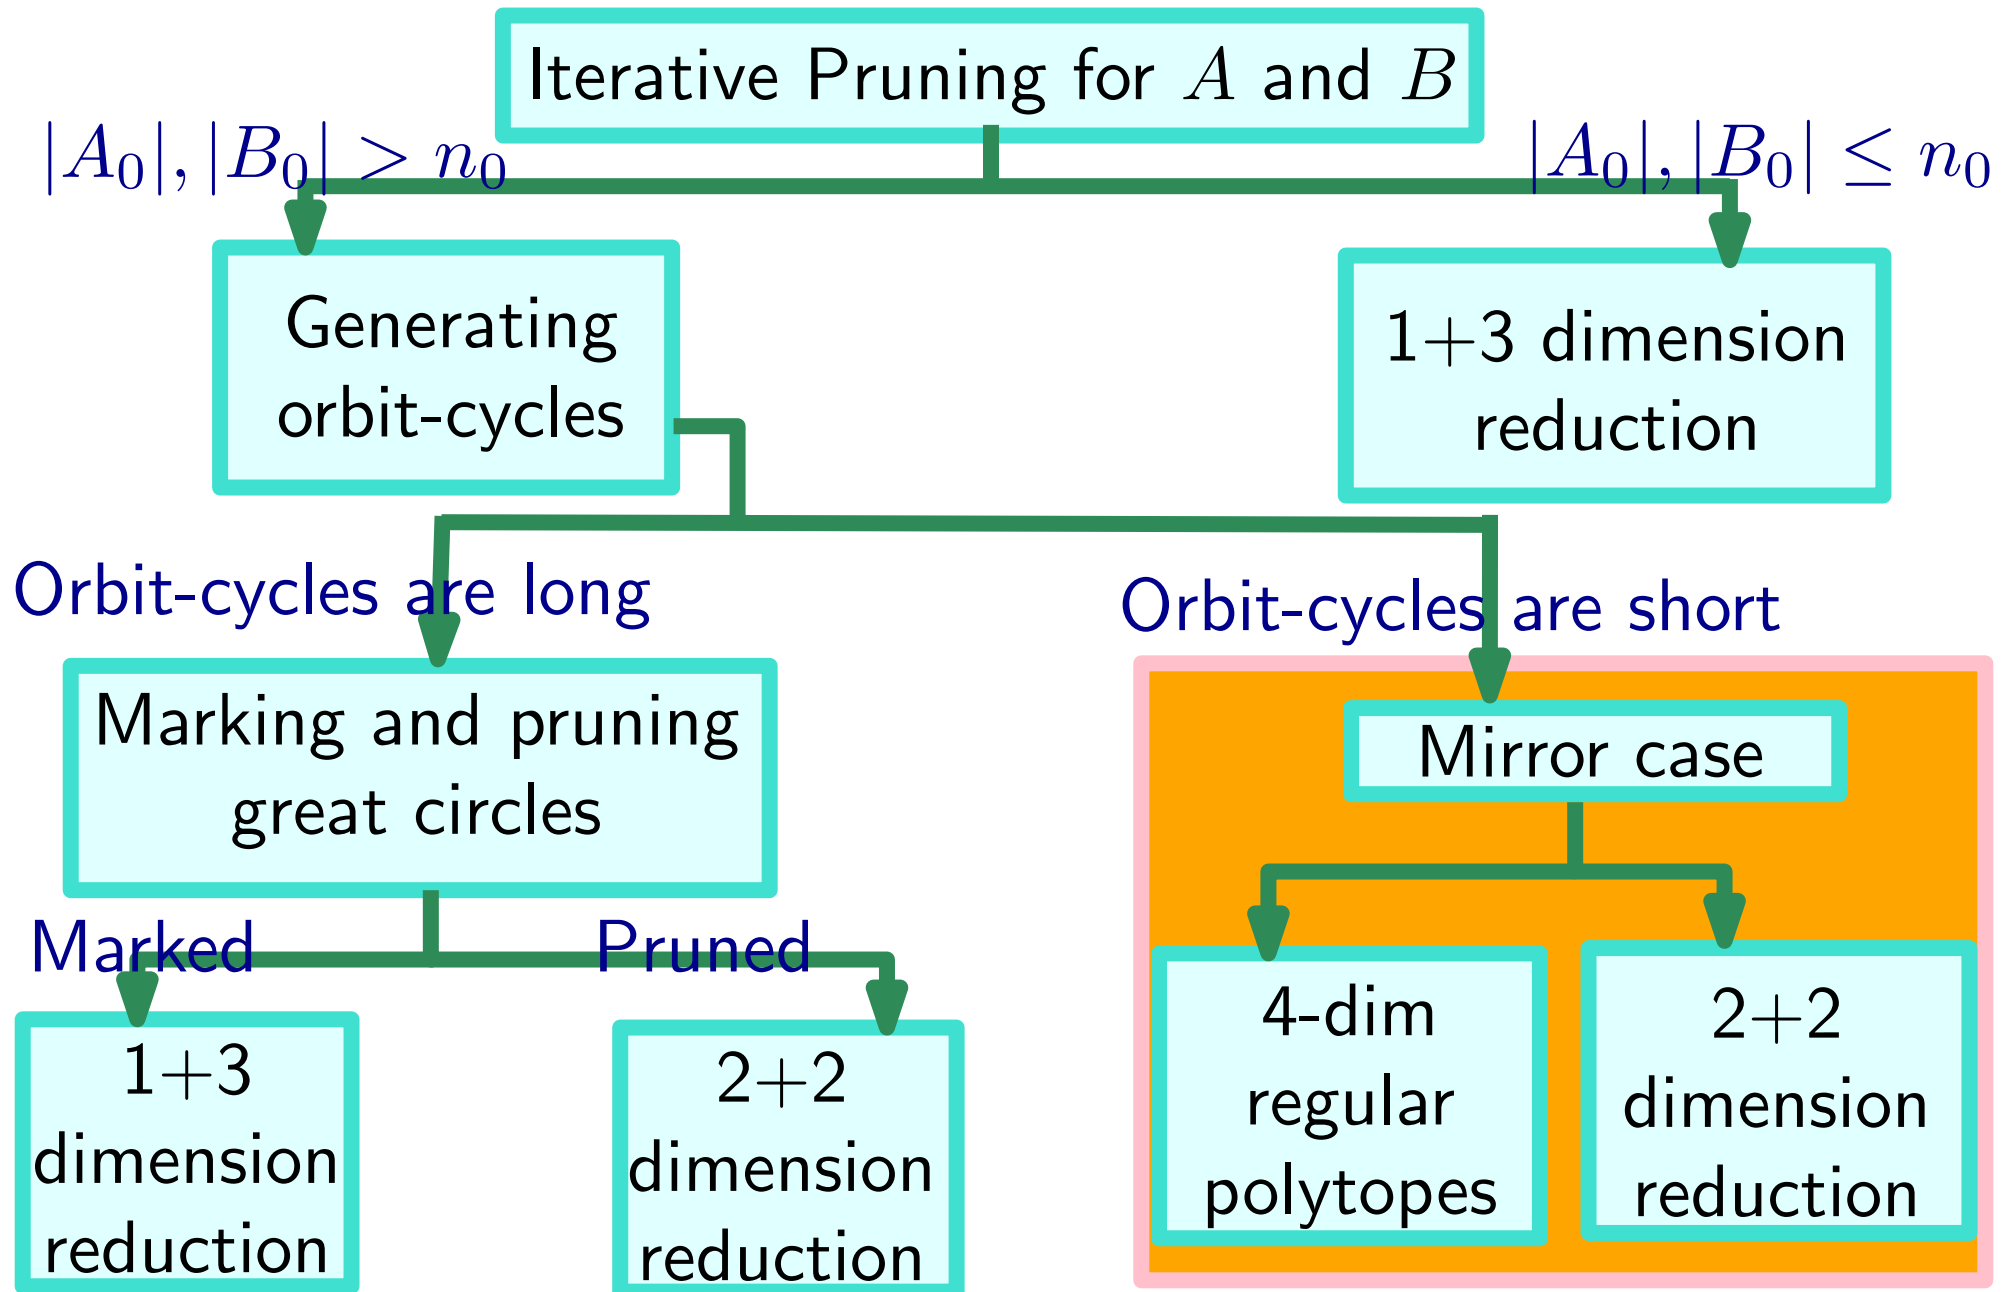 Iterative Pruning for A and B
|A₀|, |B₀| > n₀
|A₀|, |B₀| ≤ n₀
Generating
orbit-cycles
1+3 dimension
reduction
Orbit-cycles are long
Orbit-cycles are short
Marking and pruning
great circles
Mirror case
Marked
Pruned
1+3
dimension
reduction
2+2
dimension
reduction
4-dim
regular
polytopes
2+2
dimension
reduction